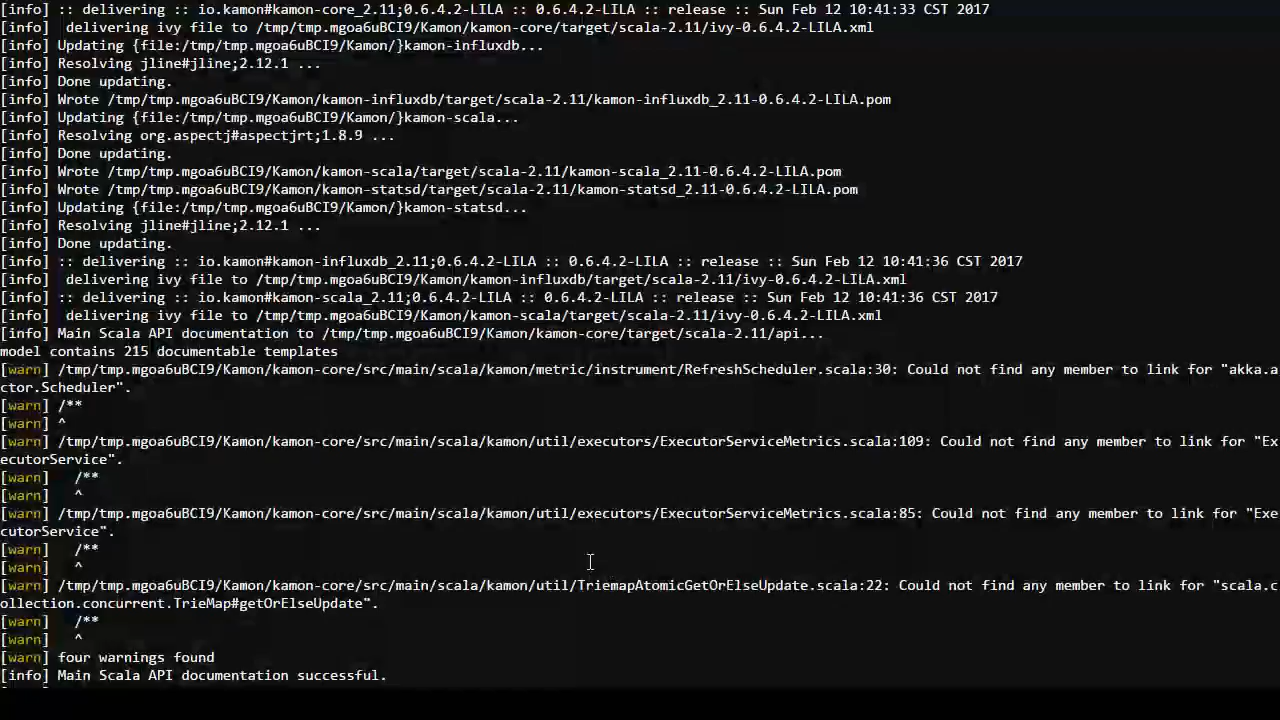 [info] :: delivering :: io.kamon#kamon-core_2.11;0.6.4.2-LILA :: 0.6.4.2-LILA :: release :: Sun Feb 12 10:41:33 CST 2017
[info]  delivering ivy file to /tmp/tmp.mgoa6uBCI9/Kamon/kamon-core/target/scala-2.11/ivy-0.6.4.2-LILA.xml
[info] Updating {file:/tmp/tmp.mgoa6uBCI9/Kamon/}kamon-influxdb...
[info] Resolving jline#jline;2.12.1 ...
[info] Done updating.
[info] Wrote /tmp/tmp.mgoa6uBCI9/Kamon/kamon-influxdb/target/scala-2.11/kamon-influxdb_2.11-0.6.4.2-LILA.pom
[info] Updating {file:/tmp/tmp.mgoa6uBCI9/Kamon/}kamon-scala...
[info] Resolving org.aspectj#aspectjrt;1.8.9 ...
[info] Done updating.
[info] Wrote /tmp/tmp.mgoa6uBCI9/Kamon/kamon-scala/target/scala-2.11/kamon-scala_2.11-0.6.4.2-LILA.pom
[info] Wrote /tmp/tmp.mgoa6uBCI9/Kamon/kamon-statsd/target/scala-2.11/kamon-statsd_2.11-0.6.4.2-LILA.pom
[info] Updating {file:/tmp/tmp.mgoa6uBCI9/Kamon/}kamon-statsd...
[info] Resolving jline#jline;2.12.1 ...
[info] Done updating.
[info] :: delivering :: io.kamon#kamon-influxdb_2.11;0.6.4.2-LILA :: 0.6.4.2-LILA :: release :: Sun Feb 12 10:41:36 CST 2017
[info]  delivering ivy file to /tmp/tmp.mgoa6uBCI9/Kamon/kamon-influxdb/target/scala-2.11/ivy-0.6.4.2-LILA.xml
[info] :: delivering :: io.kamon#kamon-scala_2.11;0.6.4.2-LILA :: 0.6.4.2-LILA :: release :: Sun Feb 12 10:41:36 CST 2017
[info]  delivering ivy file to /tmp/tmp.mgoa6uBCI9/Kamon/kamon-scala/target/scala-2.11/ivy-0.6.4.2-LILA.xml
[info] Main Scala API documentation to /tmp/tmp.mgoa6uBCI9/Kamon/kamon-core/target/scala-2.11/api...
model contains 215 documentable templates
[warn] /tmp/tmp.mgoa6uBCI9/Kamon/kamon-core/src/main/scala/kamon/metric/instrument/RefreshScheduler.scala:30: Could not find any member to link for "akka.a
ctor.Scheduler".
[warn] /**
[warn] ^
[warn] /tmp/tmp.mgoa6uBCI9/Kamon/kamon-core/src/main/scala/kamon/util/executors/ExecutorServiceMetrics.scala:109: Could not find any member to link for "Ex
ecutorService".
[warn]   /**
[warn]   ^
[warn] /tmp/tmp.mgoa6uBCI9/Kamon/kamon-core/src/main/scala/kamon/util/executors/ExecutorServiceMetrics.scala:85: Could not find any member to link for "Exe
cutorService".
[warn]   /**
[warn]   ^
[warn] /tmp/tmp.mgoa6uBCI9/Kamon/kamon-core/src/main/scala/kamon/util/TriemapAtomicGetOrElseUpdate.scala:22: Could not find any member to link for "scala.c
ollection.concurrent.TrieMap#getOrElseUpdate".
[warn]   /**
[warn]   ^
[warn] four warnings found
[info] Main Scala API documentation successful.